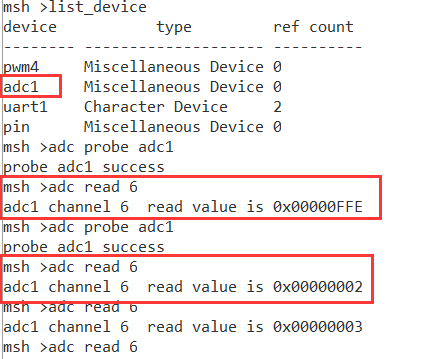 msh >list_device
device           type         ref count
-------- -------------------- ----------
pwm4     Miscellaneous Device 0
adc1     Miscellaneous Device 0
uart1    Character Device     2
pin      Miscellaneous Device 0
msh >adc probe adc1
probe adc1 success
msh >adc read 6
adc1 channel 6  read value is 0x00000FFE
msh >adc probe adc1
probe adc1 success
msh >adc read 6
adc1 channel 6  read value is 0x00000002
msh >adc read 6
adc1 channel 6  read value is 0x00000003
msh >adc read 6